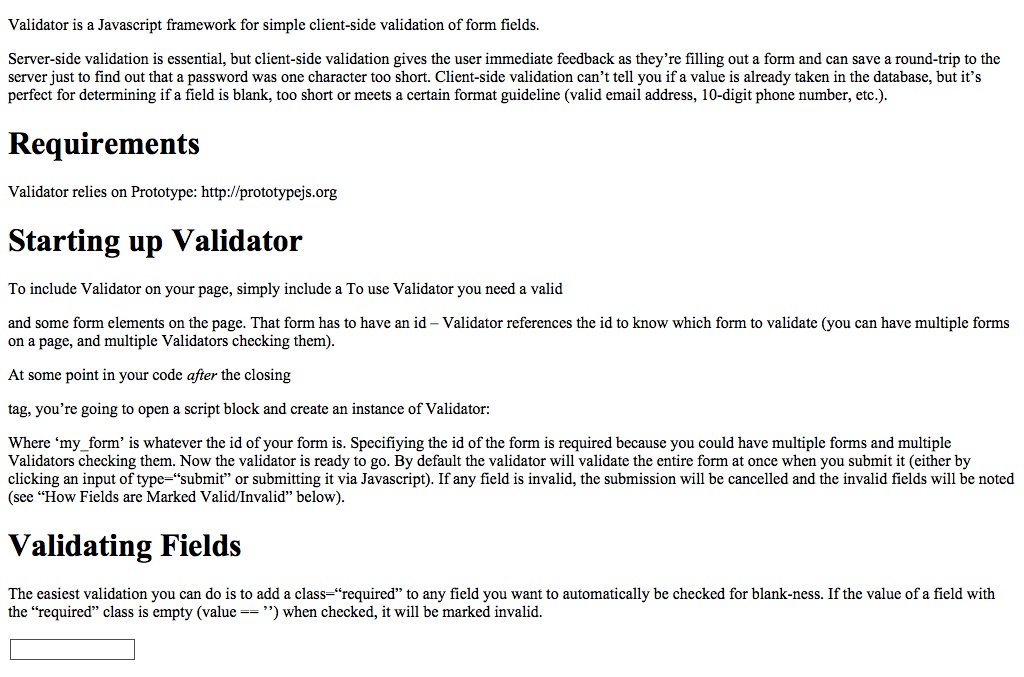 Validator is a Javascript framework for simple client-side validation of form fields.
Server-side validation is essential, but client-side validation gives the user immediate feedback as they’re filling out a form and can save a round-trip to the
server just to find out that a password was one character too short. Client-side validation can’t tell you if a value is already taken in the database, but it’s
perfect for determining if a field is blank, too short or meets a certain format guideline (valid email address, 10-digit phone number, etc.).
Requirements
Validator relies on Prototype: http://prototypejs.org
Starting up Validator
To include Validator on your page, simply include a To use Validator you need a valid
and some form elements on the page. That form has to have an id – Validator references the id to know which form to validate (you can have multiple forms
on a page, and multiple Validators checking them).
At some point in your code after the closing
tag, you’re going to open a script block and create an instance of Validator:
Where ‘my_form’ is whatever the id of your form is. Specifiying the id of the form is required because you could have multiple forms and multiple
Validators checking them. Now the validator is ready to go. By default the validator will validate the entire form at once when you submit it (either by
clicking an input of type=“submit” or submitting it via Javascript). If any field is invalid, the submission will be cancelled and the invalid fields will be noted
(see “How Fields are Marked Valid/Invalid” below).
Validating Fields
The easiest validation you can do is to add a class=“required” to any field you want to automatically be checked for blank-ness. If the value of a field with
the “required” class is empty (value == ’’) when checked, it will be marked invalid.